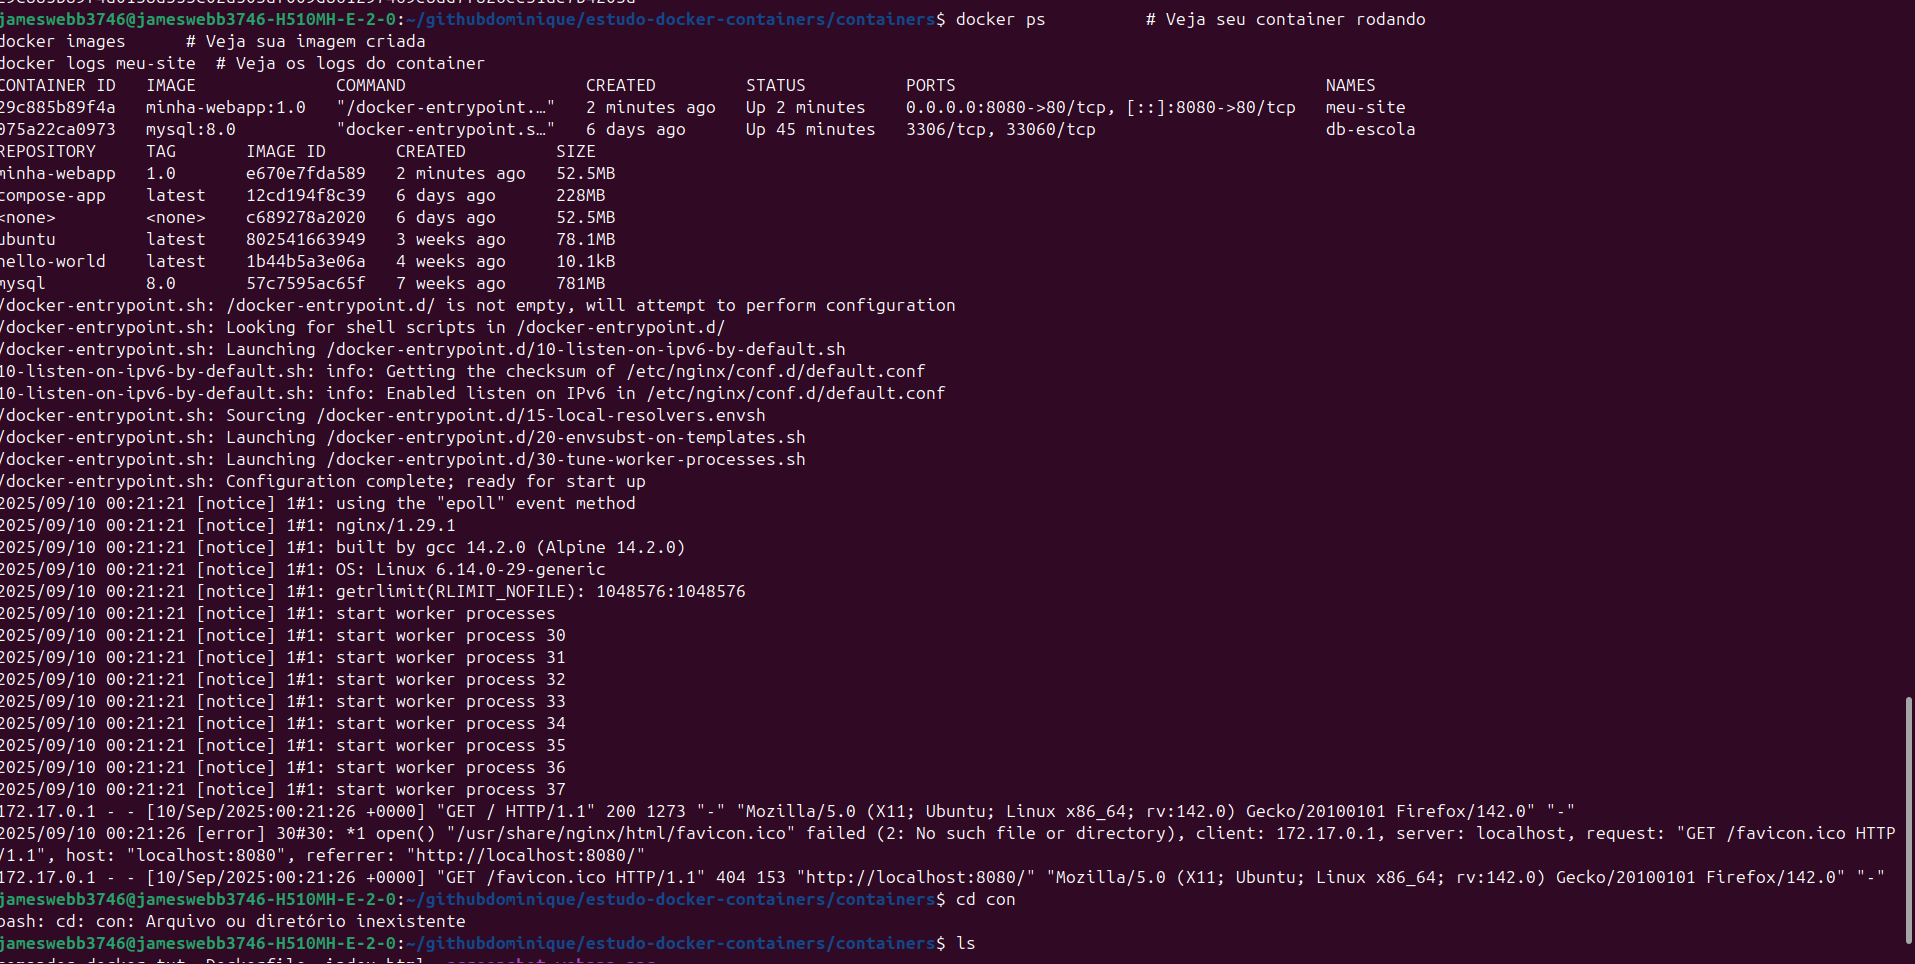 jameswebb3746@jameswebb3746-H510MH-E-2-0:~/githubdominique/estudo-docker-containers/containers$ docker ps          # Veja seu container rodando
docker images      # Veja sua imagem criada
docker logs meu-site  # Veja os logs do container
CONTAINER ID   IMAGE              COMMAND                  CREATED         STATUS          PORTS                                     NAMES
29c885b89f4a   minha-webapp:1.0   "/docker-entrypoint.…"   2 minutes ago   Up 2 minutes    0.0.0.0:8080->80/tcp, [::]:8080->80/tcp   meu-site
075a22ca0973   mysql:8.0          "docker-entrypoint.s…"   6 days ago      Up 45 minutes   3306/tcp, 33060/tcp                       db-escola
REPOSITORY     TAG       IMAGE ID       CREATED         SIZE
minha-webapp   1.0       e670e7fda589   2 minutes ago   52.5MB
compose-app    latest    12cd194f8c39   6 days ago      228MB
<none>         <none>    c689278a2020   6 days ago      52.5MB
ubuntu         latest    802541663949   3 weeks ago     78.1MB
hello-world    latest    1b44b5a3e06a   4 weeks ago     10.1kB
mysql          8.0       57c7595ac65f   7 weeks ago     781MB
/docker-entrypoint.sh: /docker-entrypoint.d/ is not empty, will attempt to perform configuration
/docker-entrypoint.sh: Looking for shell scripts in /docker-entrypoint.d/
/docker-entrypoint.sh: Launching /docker-entrypoint.d/10-listen-on-ipv6-by-default.sh
10-listen-on-ipv6-by-default.sh: info: Getting the checksum of /etc/nginx/conf.d/default.conf
10-listen-on-ipv6-by-default.sh: info: Enabled listen on IPv6 in /etc/nginx/conf.d/default.conf
/docker-entrypoint.sh: Sourcing /docker-entrypoint.d/15-local-resolvers.envsh
/docker-entrypoint.sh: Launching /docker-entrypoint.d/20-envsubst-on-templates.sh
/docker-entrypoint.sh: Launching /docker-entrypoint.d/30-tune-worker-processes.sh
/docker-entrypoint.sh: Configuration complete; ready for start up
2025/09/10 00:21:21 [notice] 1#1: using the "epoll" event method
2025/09/10 00:21:21 [notice] 1#1: nginx/1.29.1
2025/09/10 00:21:21 [notice] 1#1: built by gcc 14.2.0 (Alpine 14.2.0)
2025/09/10 00:21:21 [notice] 1#1: OS: Linux 6.14.0-29-generic
2025/09/10 00:21:21 [notice] 1#1: getrlimit(RLIMIT_NOFILE): 1048576:1048576
2025/09/10 00:21:21 [notice] 1#1: start worker processes
2025/09/10 00:21:21 [notice] 1#1: start worker process 30
2025/09/10 00:21:21 [notice] 1#1: start worker process 31
2025/09/10 00:21:21 [notice] 1#1: start worker process 32
2025/09/10 00:21:21 [notice] 1#1: start worker process 33
2025/09/10 00:21:21 [notice] 1#1: start worker process 34
2025/09/10 00:21:21 [notice] 1#1: start worker process 35
2025/09/10 00:21:21 [notice] 1#1: start worker process 36
2025/09/10 00:21:21 [notice] 1#1: start worker process 37
172.17.0.1 - - [10/Sep/2025:00:21:26 +0000] "GET / HTTP/1.1" 200 1273 "-" "Mozilla/5.0 (X11; Ubuntu; Linux x86_64; rv:142.0) Gecko/20100101 Firefox/142.0" "-"
2025/09/10 00:21:26 [error] 30#30: *1 open() "/usr/share/nginx/html/favicon.ico" failed (2: No such file or directory), client: 172.17.0.1, server: localhost, request: "GET /favicon.ico HTTP
/1.1", host: "localhost:8080", referrer: "http://localhost:8080/"
172.17.0.1 - - [10/Sep/2025:00:21:26 +0000] "GET /favicon.ico HTTP/1.1" 404 153 "http://localhost:8080/" "Mozilla/5.0 (X11; Ubuntu; Linux x86_64; rv:142.0) Gecko/20100101 Firefox/142.0" "-"
jameswebb3746@jameswebb3746-H510MH-E-2-0:~/githubdominique/estudo-docker-containers/containers$ cd con
bash: cd: con: Arquivo ou diretório inexistente
jameswebb3746@jameswebb3746-H510MH-E-2-0:~/githubdominique/estudo-docker-containers/containers$ ls